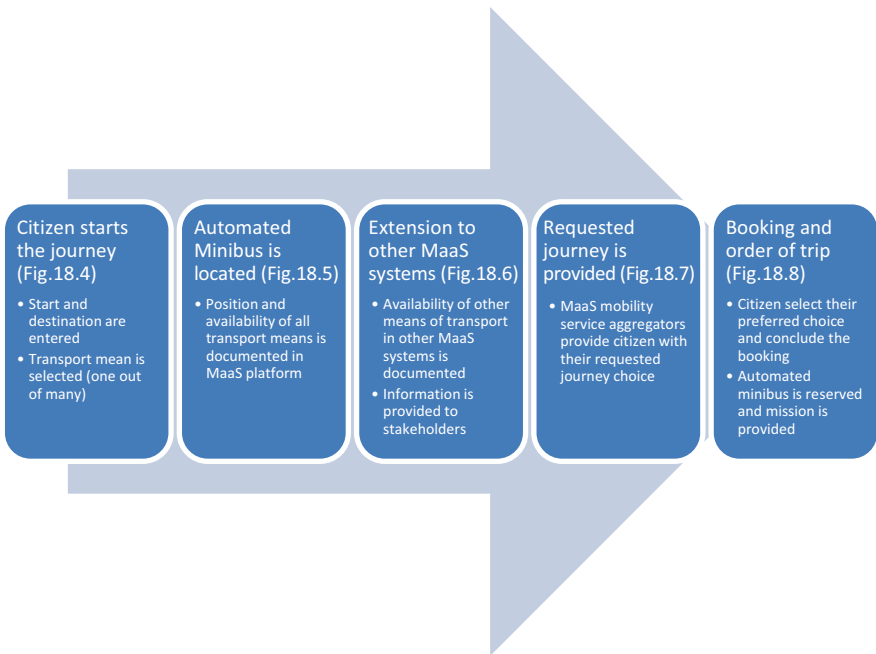 Citizen starts
the journey
(Fig.18.4)
• Start and
destination are
entered
• Transport mean is
selected (one out
of many)
Automated
Minibus is
located (Fig.18.5)
• Position and
availability of all
transport means is
documented in
MaaS platform
Extension to
other MaaS
systems (Fig.18.6)
• Availability of other
means of transport
in other MaaS
systems is
documented
• Information is
provided to
stakeholders
Requested
journey is
provided (Fig.18.7)
• MaaS mobility
service aggregators
provide citizen with
their requested
journey choice
Booking and
order of trip
(Fig.18.8)
• Citizen select their
preferred choice
and conclude the
booking
• Automated
minibus is reserved
and mission is
provided